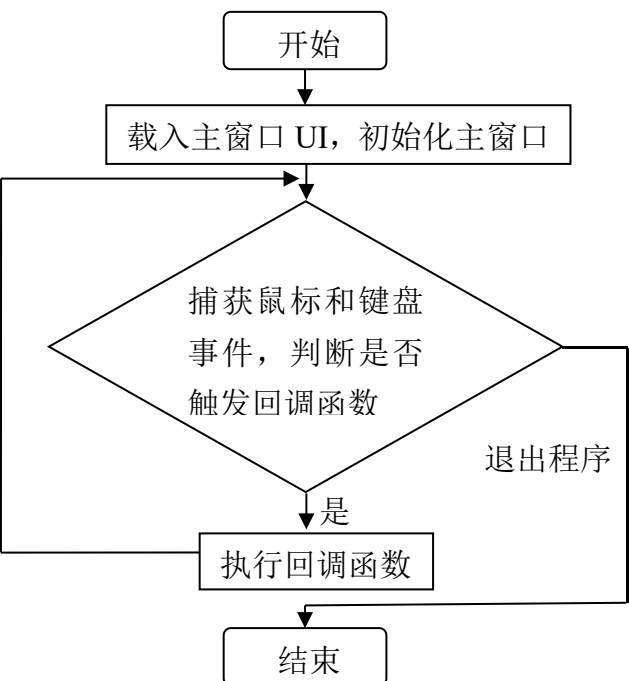 开始
载入主窗口 UI，初始化主窗口
捕获鼠标和键盘
事件，判断是否
触发回调函数
退出程序
是
执行回调函数
结束